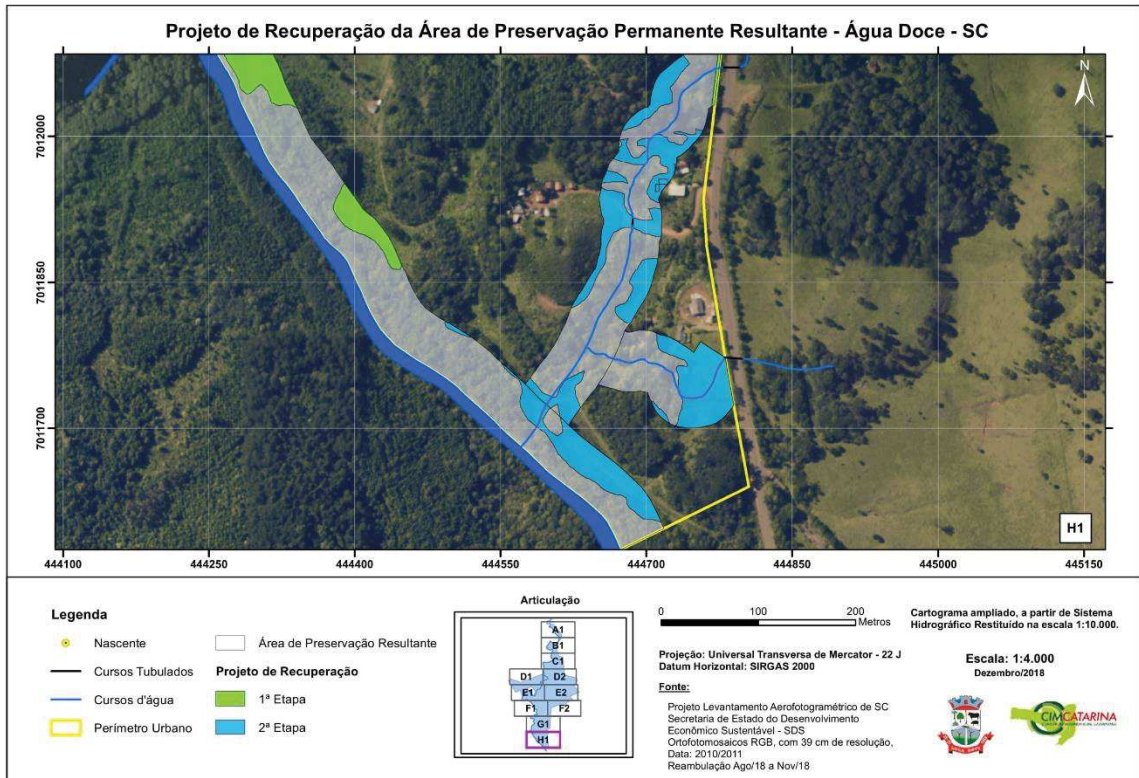 Projeto de Recuperação da Área de Preservação Permanente Resultante - Água Doce - SC
N
7012000
7011850
7011700
H1
444100
444250
444400
444550
444700
444850
445000
445150
Legenda
Nascente
Cursos Tubulados
Cursos d'água
Perímetro Urbano
Área de Preservação Resultante
Projeto de Recuperação
1ª Etapa
2ª Etapa
Articulação
A1
B1
C1
D1
D2
E1
E2
F1
F2
G1
H1
0 100 200
Metros
Projeção: Universal Transversa de Mercator - 22 J
Datum Horizontal: SIRGAS 2000
Fonte:
Projeto Levantamento Aerofotogramétrico de SC
Secretaria de Estado do Desenvolvimento
Econômico Sustentável - SDS
Ortofotomosaicos RGB, com 39 cm de resolução,
Data: 2010/2011
Reambulação Ago/18 a Nov/18
Cartograma ampliado, a partir de Sistema
Hidrográfico Restituído na escala 1:10.000.
Escala: 1:4.000
Dezembro/2018
CIMCATARINA